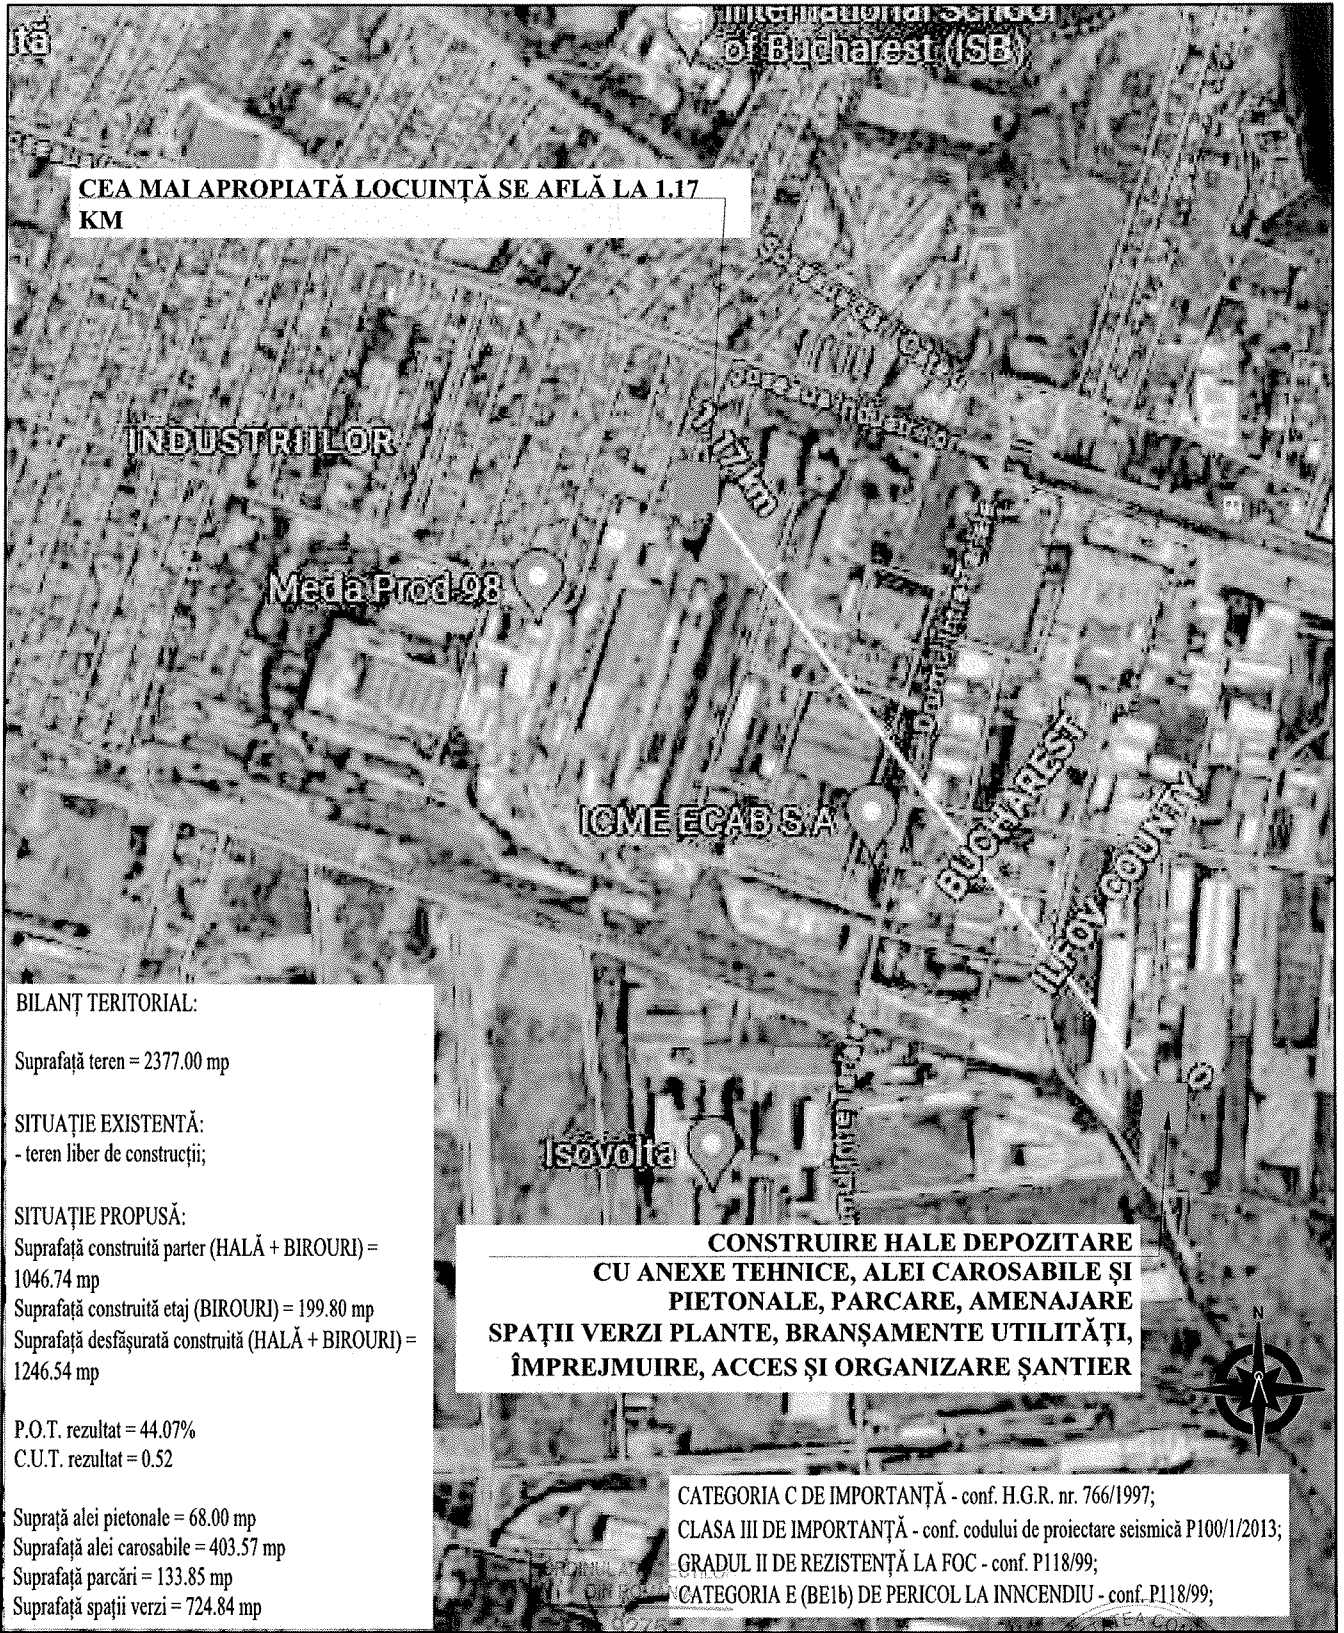 International School
of Bucharest (ISB)
CEA MAI APROPIATĂ LOCUINȚĂ SE AFLĂ LA 1.17
KM
INDUSTRIILOR
1,17 km
Meda Prod 98
ICME ECAB S.A
BUCHAREST
ILFOV COUNTY
Isovolta
BILANȚ TERITORIAL:
Suprafață teren = 2377.00 mp
SITUAȚIE EXISTENTĂ:
- teren liber de construcții;
SITUAȚIE PROPUSĂ:
Suprafață construită parter (HALĂ + BIROURI) =
1046.74 mp
Suprafață construită etaj (BIROURI) = 199.80 mp
Suprafață desfășurată construită (HALĂ + BIROURI) =
1246.54 mp
P.O.T. rezultat = 44.07%
C.U.T. rezultat = 0.52
Suprață alei pietonale = 68.00 mp
Suprafață alei carosabile = 403.57 mp
Suprafață parcări = 133.85 mp
Suprafață spații verzi = 724.84 mp
CONSTRUIRE HALE DEPOZITARE
CU ANEXE TEHNICE, ALEI CAROSABILE ȘI
PIETONALE, PARCARE, AMENAJARE
SPAȚII VERZI PLANTE, BRANȘAMENTE UTILITĂȚI,
ÎMPREJMUIRE, ACCES ȘI ORGANIZARE ȘANTIER
N
CATEGORIA C DE IMPORTANȚĂ - conf. H.G.R. nr. 766/1997;
CLASA III DE IMPORTANȚĂ - conf. codului de proiectare seismică P100/1/2013;
GRADUL II DE REZISTENȚĂ LA FOC - conf. P118/99;
CATEGORIA E (BE1b) DE PERICOL LA INNCENDIU - conf. P118/99;